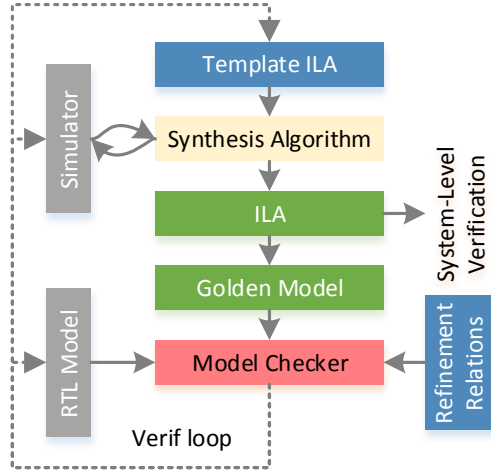 Template ILA
Simulator
Synthesis Algorithm
ILA
System-Level
Verification
Golden Model
RTL Model
Model Checker
Refinement
Relations
Verif loop